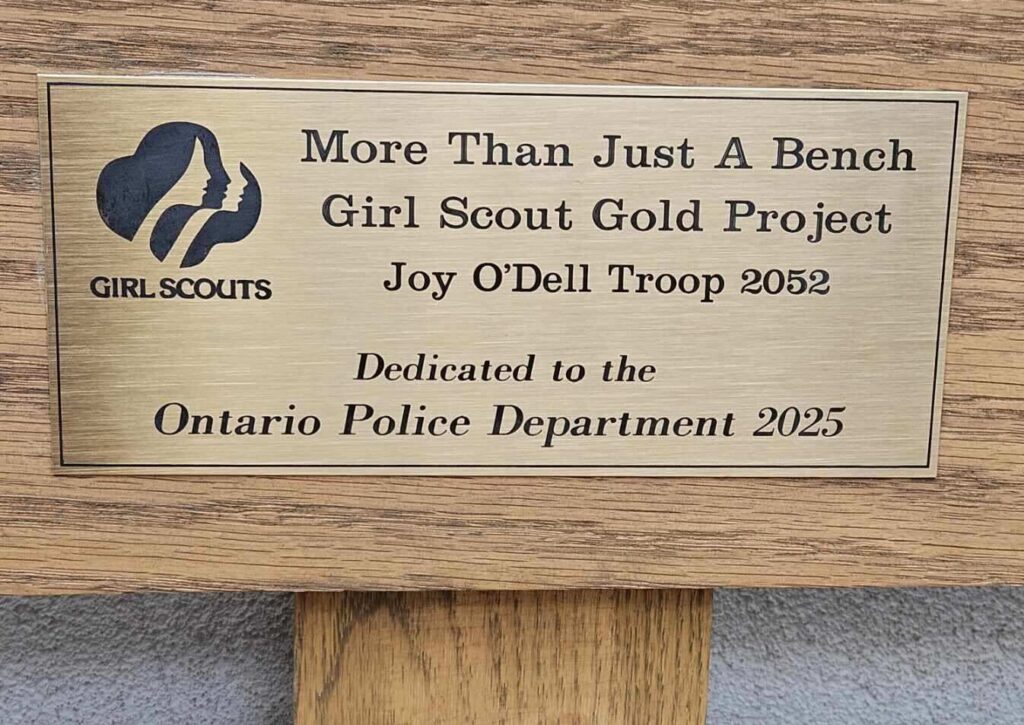 More Than Just A Bench
Girl Scout Gold Project
Joy O'Dell Troop 2052
GIRL SCOUTS
Dedicated to the
Ontario Police Department 2025